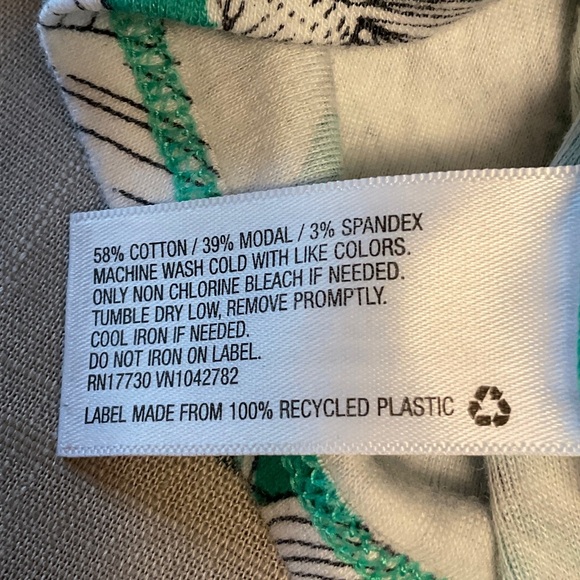 58% COTTON / 39% MODAL / 3% SPANDEX
MACHINE WASH COLD WITH LIKE COLORS.
ONLY NON CHLORINE BLEACH IF NEEDED.
TUMBLE DRY LOW, REMOVE PROMPTLY.
COOL IRON IF NEEDED.
DO NOT IRON ON LABEL.
RN17730 VN1042782
LABEL MADE FROM 100% RECYCLED PLASTIC